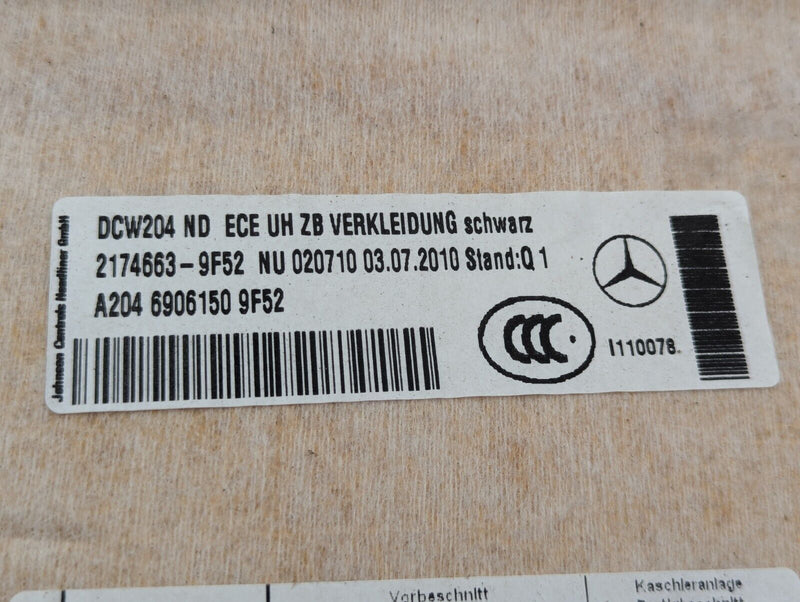 DCW204 ND ECE UH ZB VERKLEIDUNG schwarz
2174663-9F52 NU 020710 03.07.2010 Stand:Q 1
A204 6906150 9F52
Johnson Controls Headliner GmbH
CCC
I110078
Vorbeschnitt
Kaschieranlage